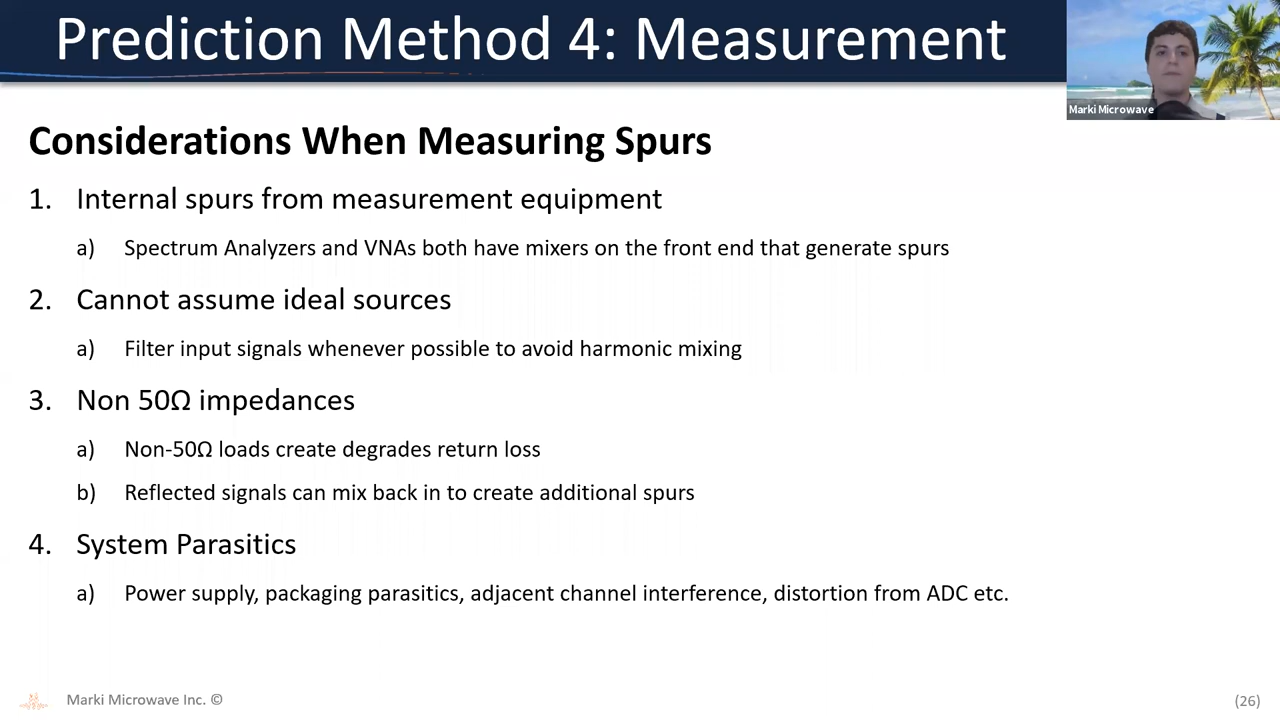 Prediction Method 4: Measurement
Marki Microwave
Considerations When Measuring Spurs
1. Internal spurs from measurement equipment
a) Spectrum Analyzers and VNAs both have mixers on the front end that generate spurs
2. Cannot assume ideal sources
a) Filter input signals whenever possible to avoid harmonic mixing
3. Non 50Ω impedances
a) Non-50Ω loads create degrades return loss
b) Reflected signals can mix back in to create additional spurs
4. System Parasitics
a) Power supply, packaging parasitics, adjacent channel interference, distortion from ADC etc.
Marki Microwave Inc. ©
(26)